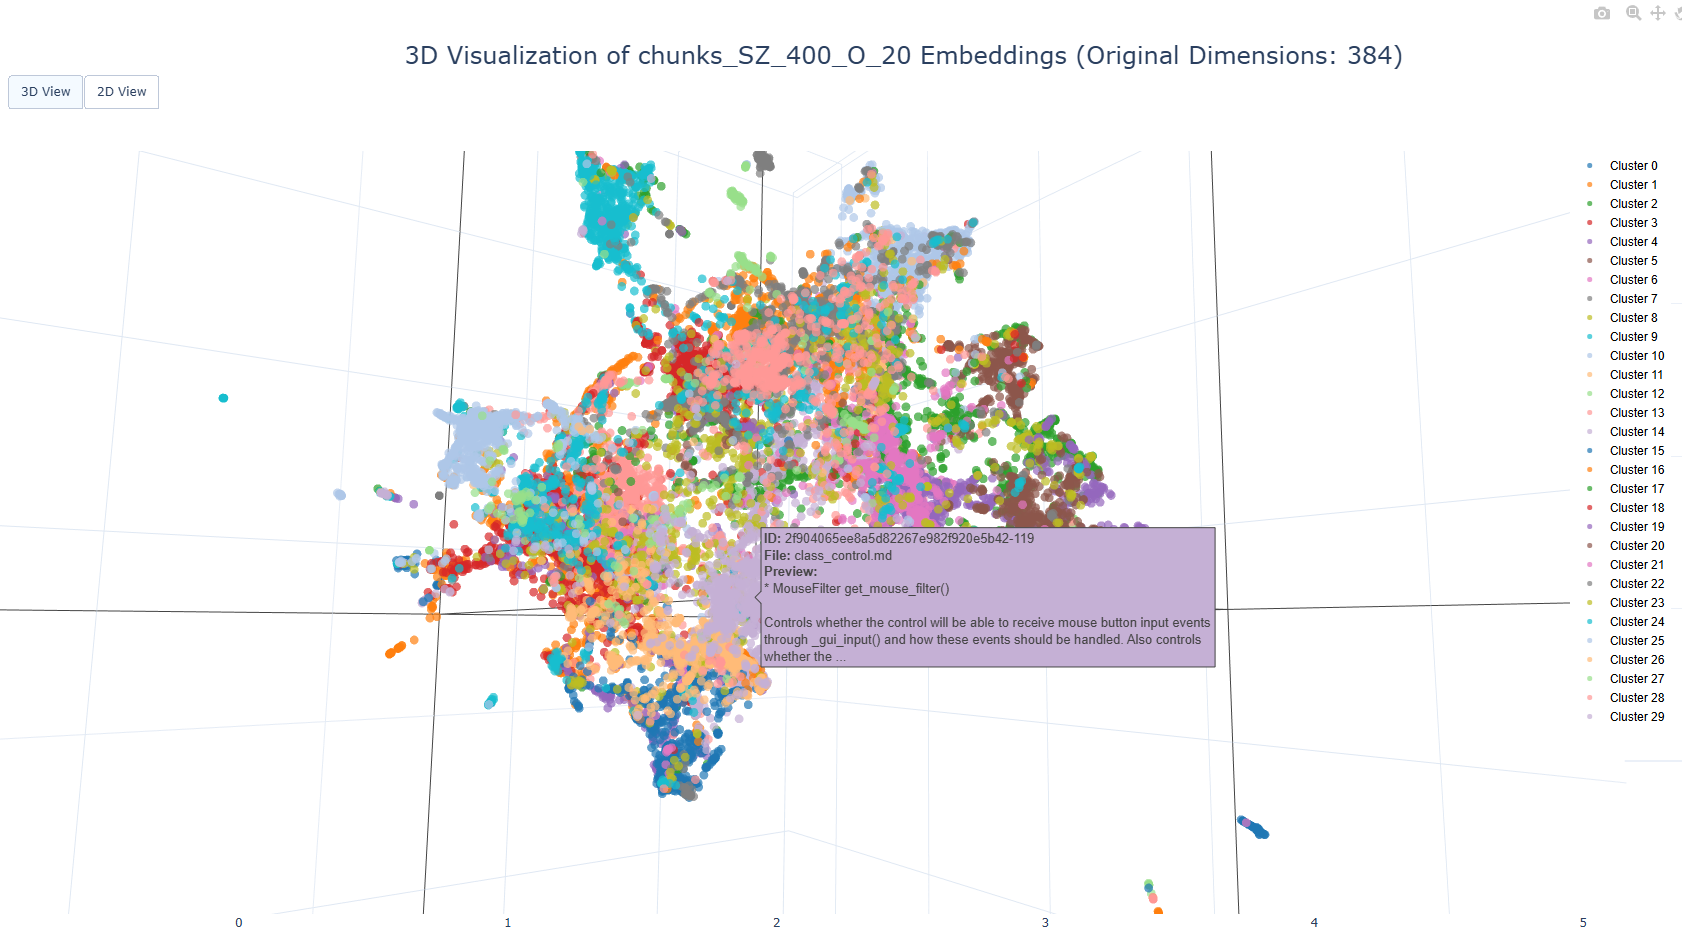 3D Visualization of chunks_SZ_400_O_20 Embeddings (Original Dimensions: 384)
3D View
2D View
Cluster 0
Cluster 1
Cluster 2
Cluster 3
Cluster 4
Cluster 5
Cluster 6
Cluster 7
Cluster 8
Cluster 9
Cluster 10
Cluster 11
Cluster 12
Cluster 13
Cluster 14
Cluster 15
Cluster 16
Cluster 17
Cluster 18
Cluster 19
Cluster 20
Cluster 21
Cluster 22
Cluster 23
Cluster 24
Cluster 25
Cluster 26
Cluster 27
Cluster 28
Cluster 29
ID: 2f904065ee8a5d82267e982f920e5b42-119
File: class_control.md
Preview:
* MouseFilter get_mouse_filter()
Controls whether the control will be able to receive mouse button input events
through _gui_input() and how these events should be handled. Also controls
whether the ...
0 1 2 3 4 5